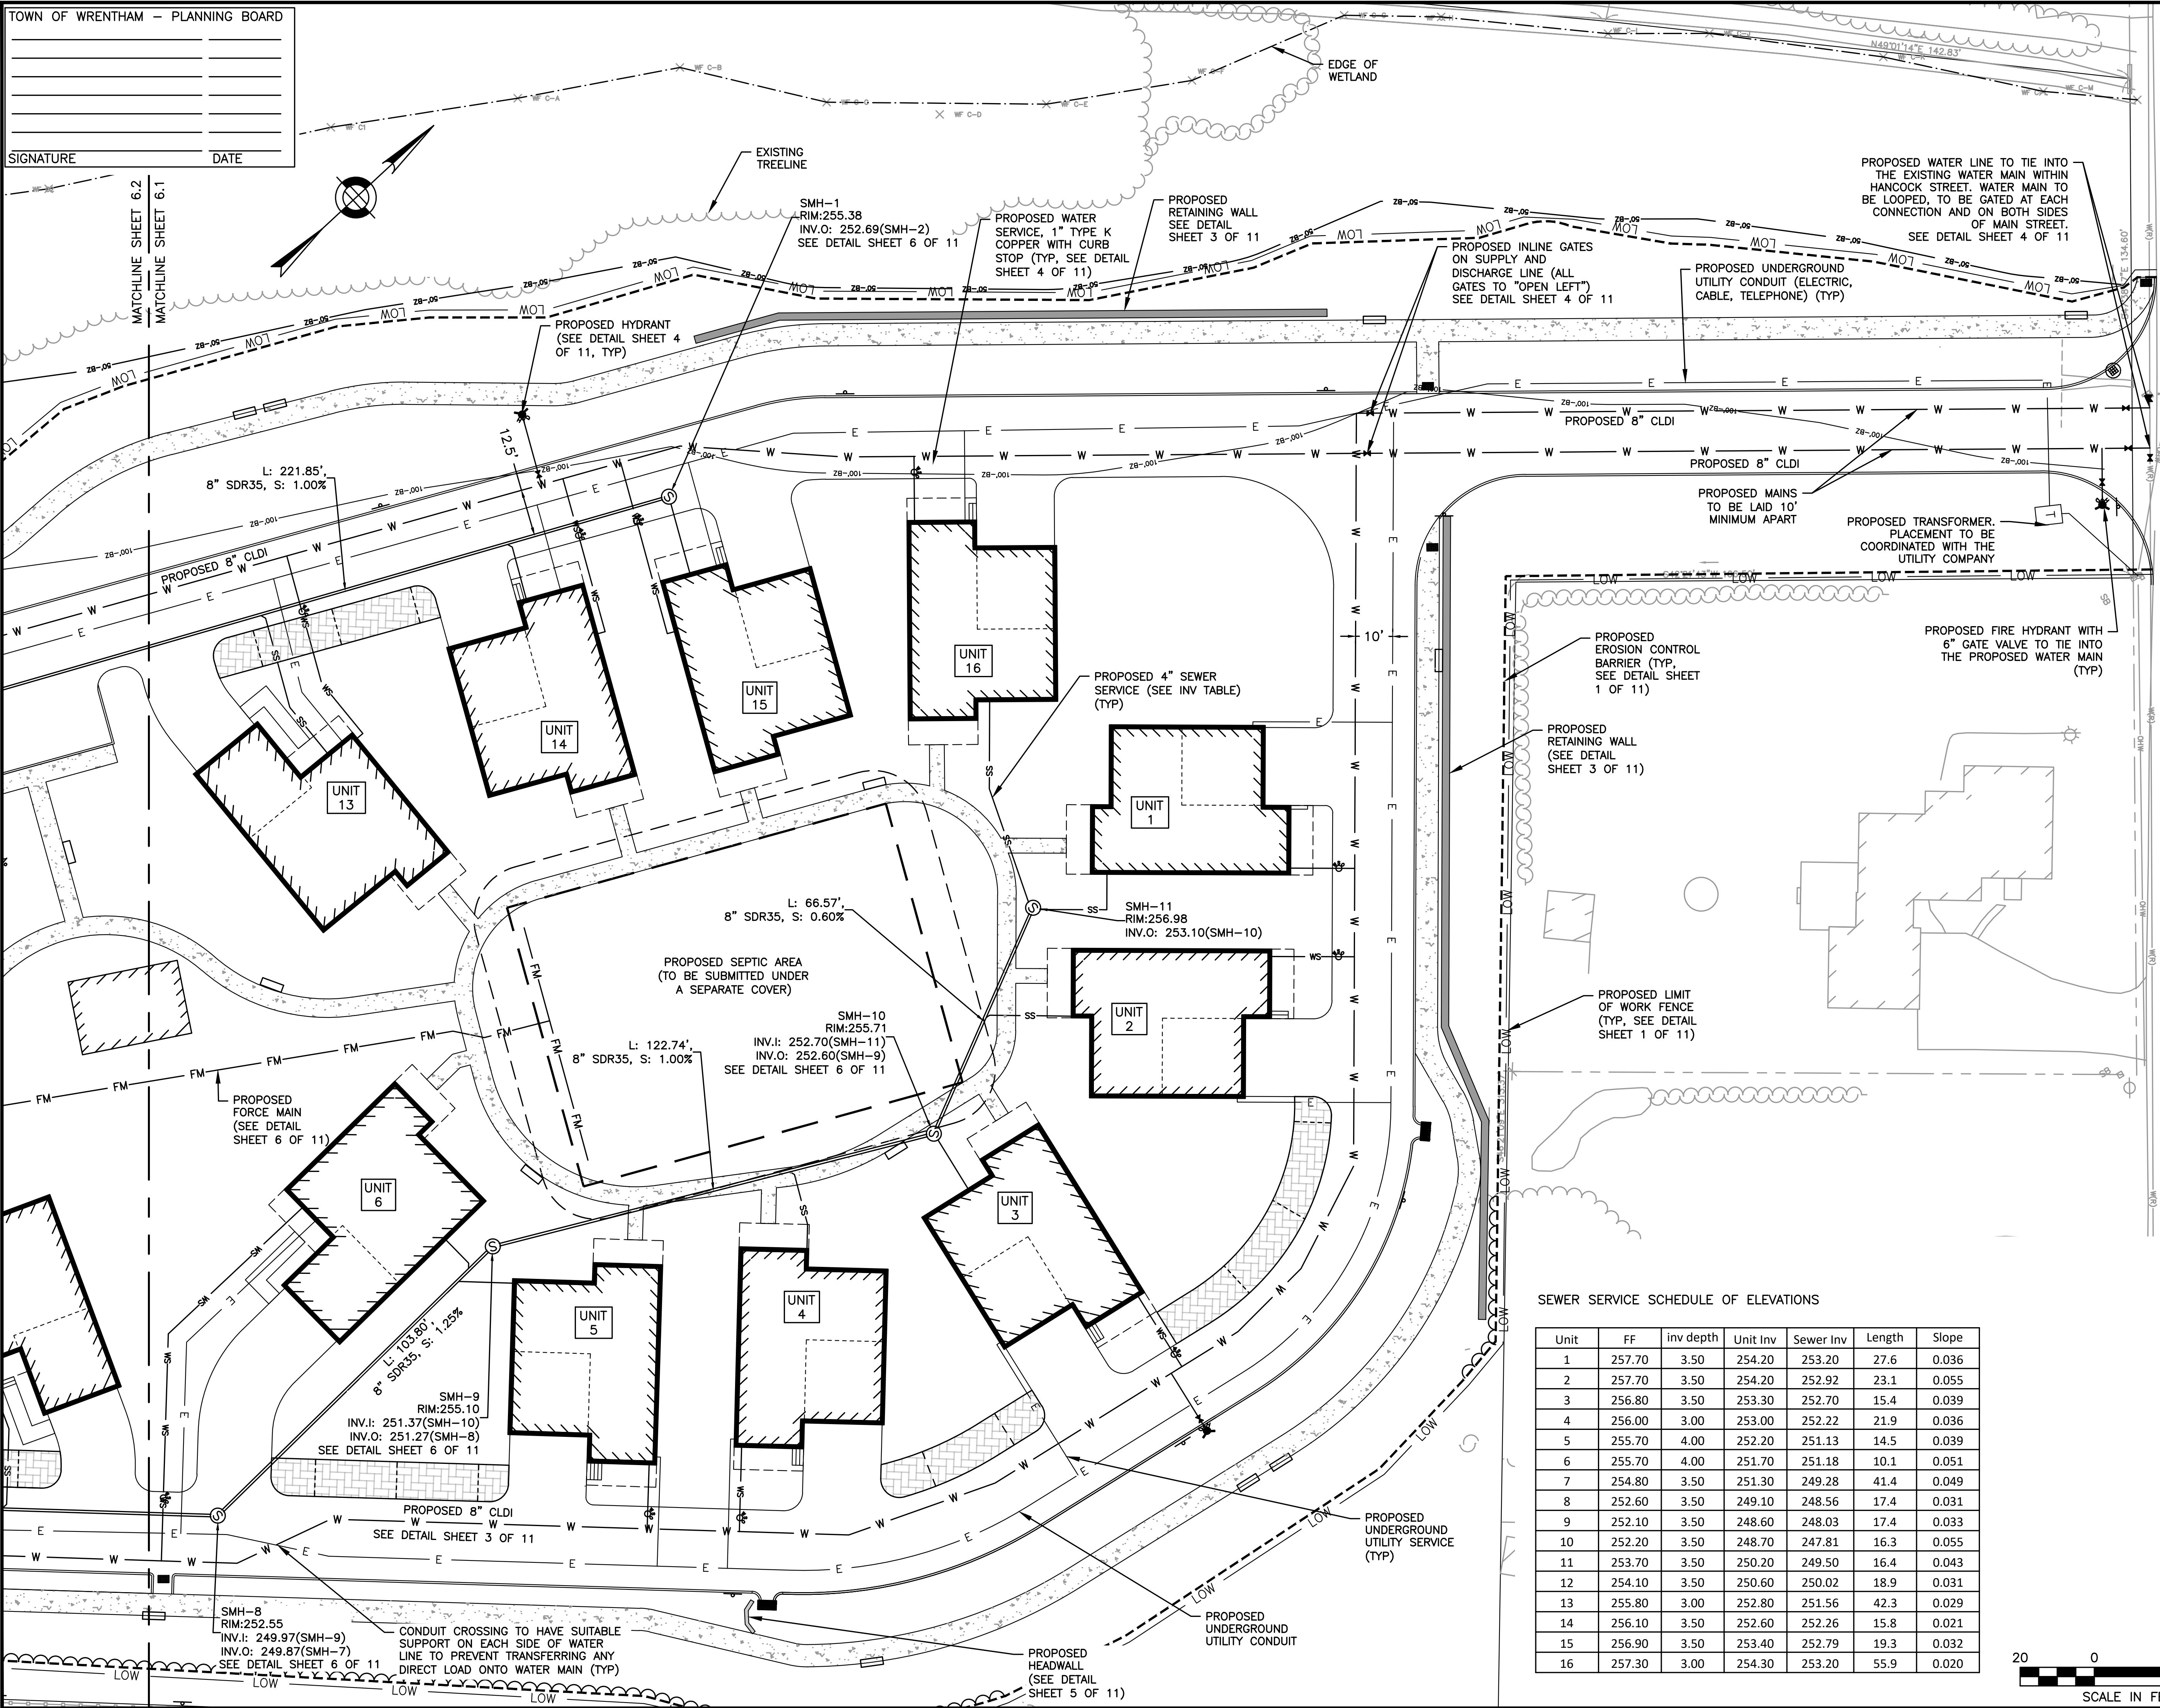 TOWN OF WRENTHAM – PLANNING BOARD
SIGNATURE DATE
MATCHLINE SHEET 6.2
MATCHLINE SHEET 6.1
WF C1
WF C-A
WF C-B
WF C-D
WF C-E
WF C-F
WF C-M
N49°01'14"E 142.83'
EDGE OF
WETLAND
EXISTING
TREELINE
SMH-1
RIM:255.38
INV.O: 252.69(SMH-2)
SEE DETAIL SHEET 6 OF 11
PROPOSED WATER
SERVICE, 1" TYPE K
COPPER WITH CURB
STOP (TYP, SEE DETAIL
SHEET 4 OF 11)
PROPOSED
RETAINING WALL
SEE DETAIL
SHEET 3 OF 11
PROPOSED INLINE GATES
ON SUPPLY AND
DISCHARGE LINE (ALL
GATES TO "OPEN LEFT")
SEE DETAIL SHEET 4 OF 11
PROPOSED UNDERGROUND
UTILITY CONDUIT (ELECTRIC,
CABLE, TELEPHONE) (TYP)
PROPOSED WATER LINE TO TIE INTO
THE EXISTING WATER MAIN WITHIN
HANCOCK STREET. WATER MAIN TO
BE LOOPED, TO BE GATED AT EACH
CONNECTION AND ON BOTH SIDES
OF MAIN STREET.
SEE DETAIL SHEET 4 OF 11
PROPOSED HYDRANT
(SEE DETAIL SHEET 4
OF 11, TYP)
12.5'
50'-BZ
100'-BZ
LOW
L: 221.85',
8" SDR35, S: 1.00%
PROPOSED 8" CLDI
PROPOSED 8" CLDI
PROPOSED 8" CLDI
PROPOSED MAINS
TO BE LAID 10'
MINIMUM APART
PROPOSED TRANSFORMER.
PLACEMENT TO BE
COORDINATED WITH THE
UTILITY COMPANY
T
PROPOSED FIRE HYDRANT WITH
6" GATE VALVE TO TIE INTO
THE PROPOSED WATER MAIN
(TYP)
10'
PROPOSED
EROSION CONTROL
BARRIER (TYP,
SEE DETAIL SHEET
1 OF 11)
PROPOSED
RETAINING WALL
(SEE DETAIL
SHEET 3 OF 11)
PROPOSED LIMIT
OF WORK FENCE
(TYP, SEE DETAIL
SHEET 1 OF 11)
PROPOSED 4" SEWER
SERVICE (SEE INV TABLE)
(TYP)
UNIT
16
UNIT
15
UNIT
14
UNIT
13
UNIT
1
UNIT
2
UNIT
3
UNIT
4
UNIT
5
UNIT
6
L: 66.57',
8" SDR35, S: 0.60%
SMH-11
RIM:256.98
INV.O: 253.10(SMH-10)
PROPOSED SEPTIC AREA
(TO BE SUBMITTED UNDER
A SEPARATE COVER)
SMH-10
RIM:255.71
INV.I: 252.70(SMH-11)
INV.O: 252.60(SMH-9)
SEE DETAIL SHEET 6 OF 11
L: 122.74',
8" SDR35, S: 1.00%
PROPOSED
FORCE MAIN
(SEE DETAIL
SHEET 6 OF 11)
L: 103.80',
8" SDR35, S: 1.25%
SMH-9
RIM:255.10
INV.I: 251.37(SMH-10)
INV.O: 251.27(SMH-8)
SEE DETAIL SHEET 6 OF 11
PROPOSED 8" CLDI
SEE DETAIL SHEET 3 OF 11
SMH-8
RIM:252.55
INV.I: 249.97(SMH-9)
INV.O: 249.87(SMH-7)
SEE DETAIL SHEET 6 OF 11
CONDUIT CROSSING TO HAVE SUITABLE
SUPPORT ON EACH SIDE OF WATER
LINE TO PREVENT TRANSFERRING ANY
DIRECT LOAD ONTO WATER MAIN (TYP)
PROPOSED
HEADWALL
(SEE DETAIL
SHEET 5 OF 11)
PROPOSED
UNDERGROUND
UTILITY CONDUIT
PROPOSED
UNDERGROUND
UTILITY SERVICE
(TYP)
SEWER SERVICE SCHEDULE OF ELEVATIONS
Unit FF inv depth Unit Inv Sewer Inv Length Slope
1 257.70 3.50 254.20 253.20 27.6 0.036
2 257.70 3.50 254.20 252.92 23.1 0.055
3 256.80 3.50 253.30 252.70 15.4 0.039
4 256.00 3.00 253.00 252.22 21.9 0.036
5 255.70 4.00 252.20 251.13 14.5 0.039
6 255.70 4.00 251.70 251.18 10.1 0.051
7 254.80 3.50 251.30 249.28 41.4 0.049
8 252.60 3.50 249.10 248.56 17.4 0.031
9 252.10 3.50 248.60 248.03 17.4 0.033
10 252.20 3.50 248.70 247.81 16.3 0.055
11 253.70 3.50 250.20 249.50 16.4 0.043
12 254.10 3.50 250.60 250.02 18.9 0.031
13 255.80 3.00 252.80 251.56 42.3 0.029
14 256.10 3.50 252.60 252.26 15.8 0.021
15 256.90 3.50 253.40 252.79 19.3 0.032
16 257.30 3.00 254.30 253.20 55.9 0.020
20 0
SCALE IN